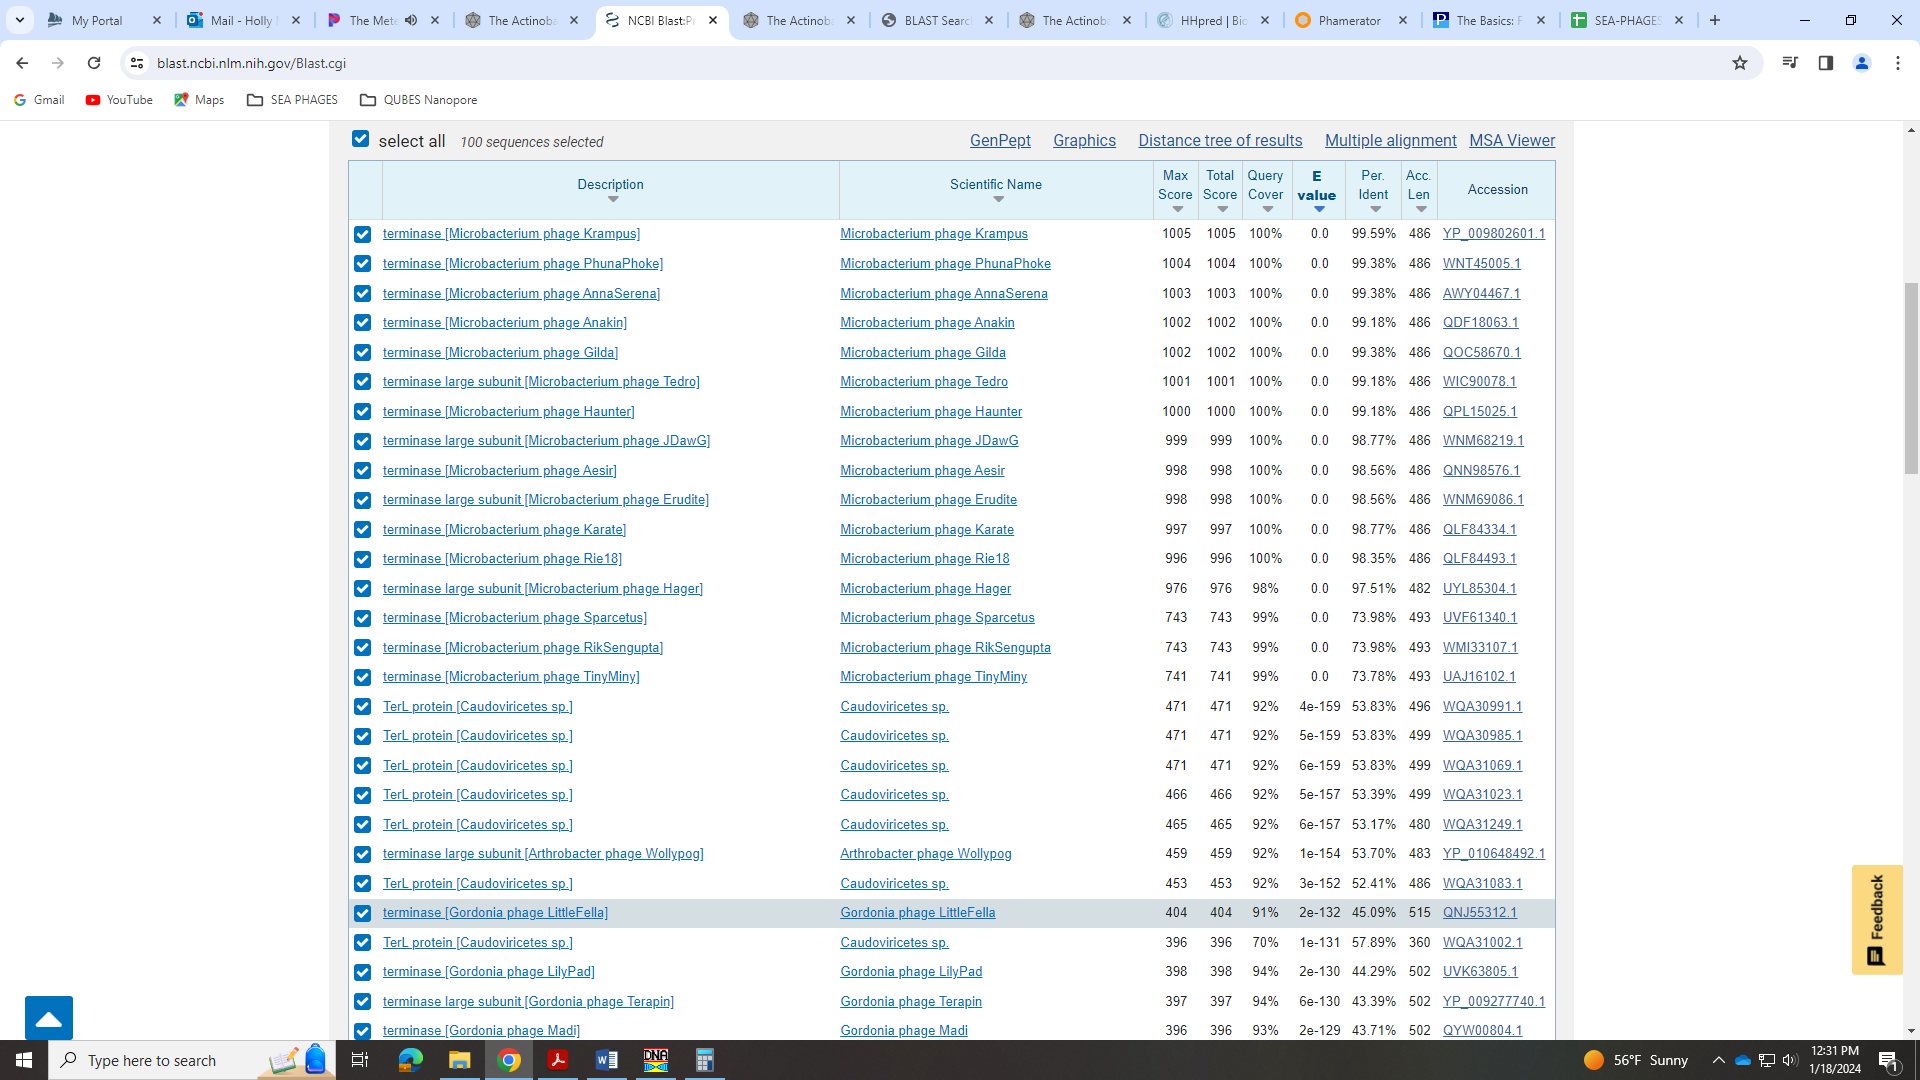 My Portal
Mail - Holly N
The Mete
The Actinoba
NCBI Blast:Pr
The Actinoba
BLAST Searc
The Actinoba
HHpred | Bio
Phamerator
The Basics: F
SEA-PHAGES
blast.ncbi.nlm.nih.gov/Blast.cgi
Gmail YouTube Maps SEA PHAGES QUBES Nanopore
select all 100 sequences selected GenPept Graphics Distance tree of results Multiple alignment MSA Viewer
Description Scientific Name Max Score Total Score Query Cover E value Per. Ident Acc. Len Accession
terminase [Microbacterium phage Krampus] Microbacterium phage Krampus 1005 1005 100% 0.0 99.59% 486 YP_009802601.1
terminase [Microbacterium phage PhunaPhoke] Microbacterium phage PhunaPhoke 1004 1004 100% 0.0 99.38% 486 WNT45005.1
terminase [Microbacterium phage AnnaSerena] Microbacterium phage AnnaSerena 1003 1003 100% 0.0 99.38% 486 AWY04467.1
terminase [Microbacterium phage Anakin] Microbacterium phage Anakin 1002 1002 100% 0.0 99.18% 486 QDF18063.1
terminase [Microbacterium phage Gilda] Microbacterium phage Gilda 1002 1002 100% 0.0 99.38% 486 QOC58670.1
terminase large subunit [Microbacterium phage Tedro] Microbacterium phage Tedro 1001 1001 100% 0.0 99.18% 486 WIC90078.1
terminase [Microbacterium phage Haunter] Microbacterium phage Haunter 1000 1000 100% 0.0 99.18% 486 QPL15025.1
terminase large subunit [Microbacterium phage JDawG] Microbacterium phage JDawG 999 999 100% 0.0 98.77% 486 WNM68219.1
terminase [Microbacterium phage Aesir] Microbacterium phage Aesir 998 998 100% 0.0 98.56% 486 QNN98576.1
terminase large subunit [Microbacterium phage Erudite] Microbacterium phage Erudite 998 998 100% 0.0 98.56% 486 WNM69086.1
terminase [Microbacterium phage Karate] Microbacterium phage Karate 997 997 100% 0.0 98.77% 486 QLF84334.1
terminase [Microbacterium phage Rie18] Microbacterium phage Rie18 996 996 100% 0.0 98.35% 486 QLF84493.1
terminase large subunit [Microbacterium phage Hager] Microbacterium phage Hager 976 976 98% 0.0 97.51% 482 UYL85304.1
terminase [Microbacterium phage Sparcetus] Microbacterium phage Sparcetus 743 743 99% 0.0 73.98% 493 UVF61340.1
terminase [Microbacterium phage RikSengupta] Microbacterium phage RikSengupta 743 743 99% 0.0 73.98% 493 WMI33107.1
terminase [Microbacterium phage TinyMiny] Microbacterium phage TinyMiny 741 741 99% 0.0 73.78% 493 UAJ16102.1
TerL protein [Caudoviricetes sp.] Caudoviricetes sp. 471 471 92% 4e-159 53.83% 496 WQA30991.1
TerL protein [Caudoviricetes sp.] Caudoviricetes sp. 471 471 92% 5e-159 53.83% 499 WQA30985.1
TerL protein [Caudoviricetes sp.] Caudoviricetes sp. 471 471 92% 6e-159 53.83% 499 WQA31069.1
TerL protein [Caudoviricetes sp.] Caudoviricetes sp. 466 466 92% 5e-157 53.39% 499 WQA31023.1
TerL protein [Caudoviricetes sp.] Caudoviricetes sp. 465 465 92% 6e-157 53.17% 480 WQA31249.1
terminase large subunit [Arthrobacter phage Wollypog] Arthrobacter phage Wollypog 459 459 92% 1e-154 53.70% 483 YP_010648492.1
TerL protein [Caudoviricetes sp.] Caudoviricetes sp. 453 453 92% 3e-152 52.41% 486 WQA31083.1
terminase [Gordonia phage LittleFella] Gordonia phage LittleFella 404 404 91% 2e-132 45.09% 515 QNJ55312.1
TerL protein [Caudoviricetes sp.] Caudoviricetes sp. 396 396 70% 1e-131 57.89% 360 WQA31002.1
terminase [Gordonia phage LilyPad] Gordonia phage LilyPad 398 398 94% 2e-130 44.29% 502 UVK63805.1
terminase large subunit [Gordonia phage Terapin] Gordonia phage Terapin 397 397 94% 6e-130 43.39% 502 YP_009277740.1
terminase [Gordonia phage Madi] Gordonia phage Madi 396 396 93% 2e-129 43.71% 502 QYW00804.1
Feedback
Type here to search
DNA
56°F Sunny
12:31 PM
1/18/2024
1